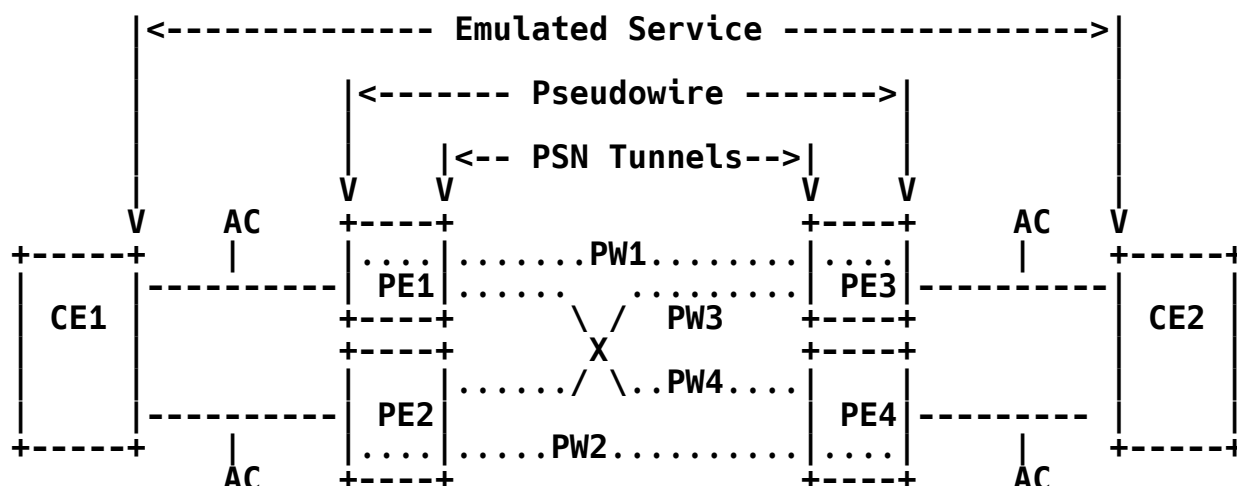 |<-------------- Emulated Service ---------------->|
|<------- Pseudowire ------->|
|<-- PSN Tunnels-->|
V V V V
V AC +----+ +----+ AC V
+-----+ | |....|.......PW1........|....| | +-----+
| |----------| PE1|...... .........| PE3|----------| |
| CE1 | +----+ \ / PW3 +----+ | CE2 |
| | +----+ X +----+ | |
| | | |....../ \..PW4....| | | |
| |----------| PE2| | PE4|--------- | |
+-----+ | |....|.....PW2..........|....| | +-----+
AC +----+ +----+ AC